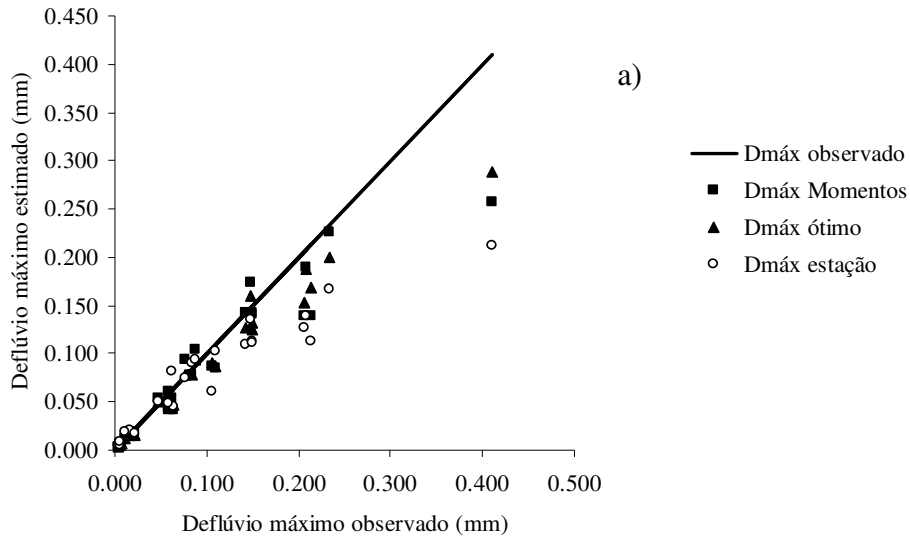 0.450
0.400
0.350
0.300
0.250
0.200
0.150
0.100
0.050
0.000
Deflúvio máximo estimado (mm)
0.000 0.100 0.200 0.300 0.400 0.500
Deflúvio máximo observado (mm)
a)
Dmáx observado
Dmáx Momentos
Dmáx ótimo
Dmáx estação